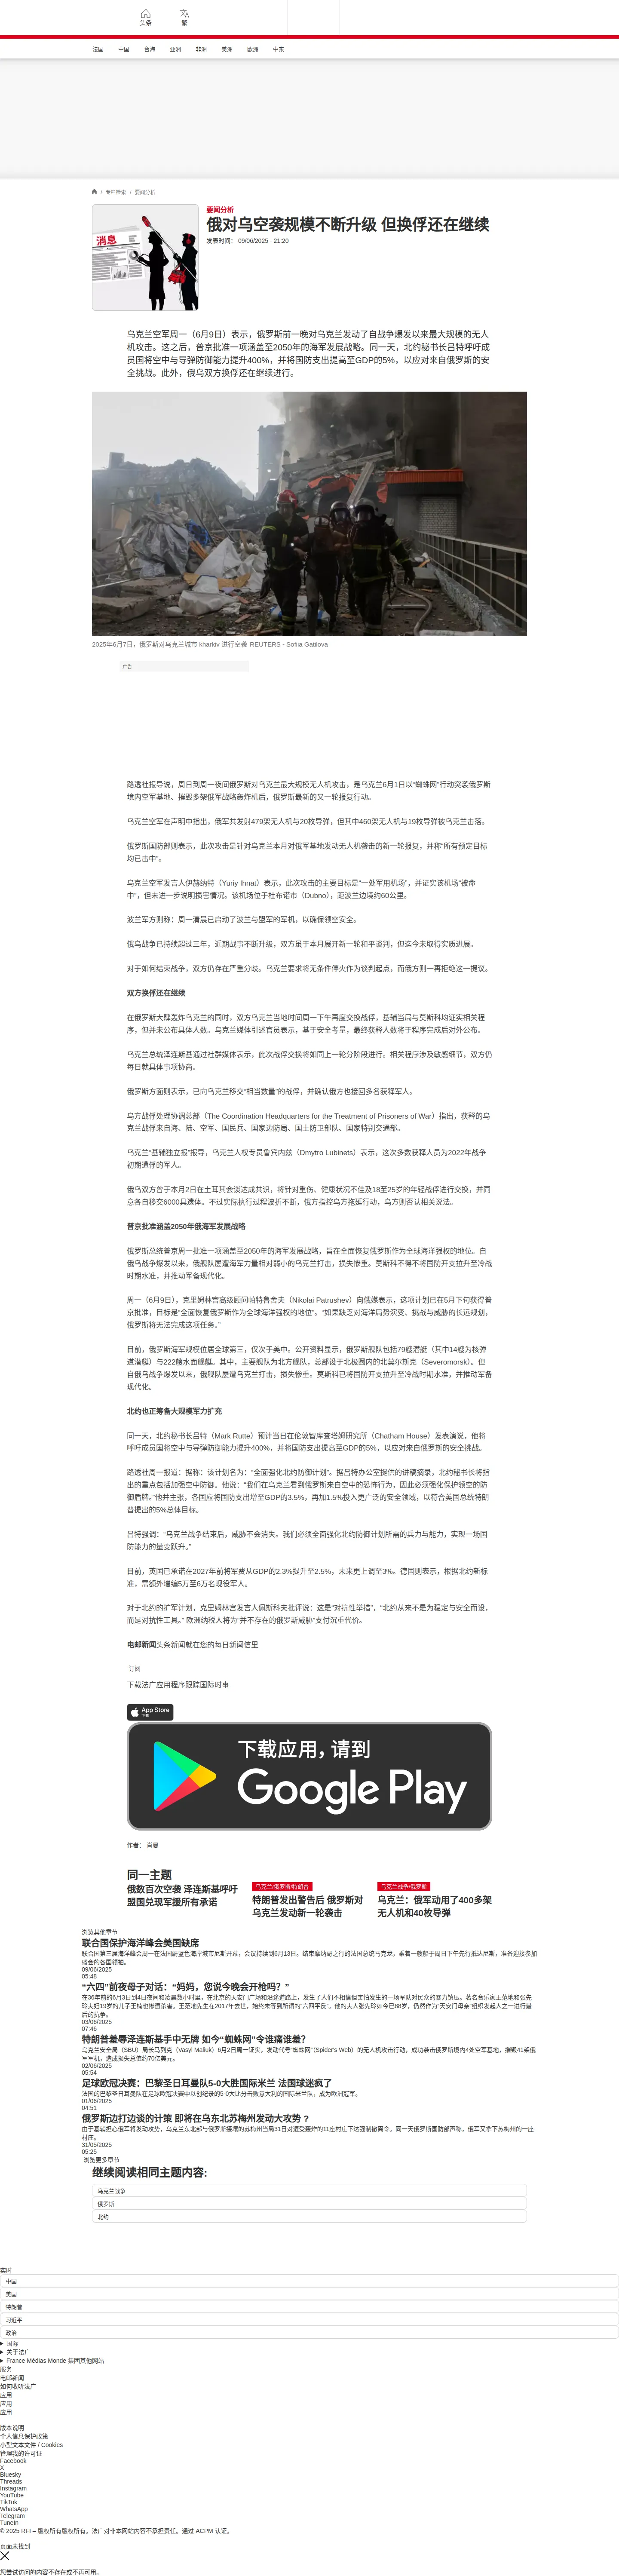 头条
繁
法国
中国
台海
亚洲
非洲
美洲
欧洲
中东
/ 专栏检索 / 要闻分析
消息
要闻分析
俄对乌空袭规模不断升级 但换俘还在继续
发表时间： 09/06/2025 - 21:20
乌克兰空军周一（6月9日）表示，俄罗斯前一晚对乌克兰发动了自战争爆发以来最大规模的无人
机攻击。这之后，普京批准一项涵盖至2050年的海军发展战略。同一天，北约秘书长吕特呼吁成
员国将空中与导弹防御能力提升400%，并将国防支出提高至GDP的5%，以应对来自俄罗斯的安
全挑战。此外，俄乌双方换俘还在继续进行。
2025年6月7日，俄罗斯对乌克兰城市 kharkiv 进行空袭 REUTERS - Sofiia Gatilova
广告
路透社报导说，周日到周一夜间俄罗斯对乌克兰最大规模无人机攻击，是乌克兰6月1日以“蜘蛛网”行动突袭俄罗斯
境内空军基地、摧毁多架俄军战略轰炸机后，俄罗斯最新的又一轮报复行动。
乌克兰空军在声明中指出，俄军共发射479架无人机与20枚导弹，但其中460架无人机与19枚导弹被乌克兰击落。
俄罗斯国防部则表示，此次攻击是针对乌克兰本月对俄军基地发动无人机袭击的新一轮报复，并称“所有预定目标
均已击中”。
乌克兰空军发言人伊赫纳特（Yuriy Ihnat）表示，此次攻击的主要目标是“一处军用机场”，并证实该机场“被命
中”，但未进一步说明损害情况。该机场位于杜布诺市（Dubno），距波兰边境约60公里。
波兰军方则称：周一清晨已启动了波兰与盟军的军机，以确保领空安全。
俄乌战争已持续超过三年，近期战事不断升级，双方虽于本月展开新一轮和平谈判，但迄今未取得实质进展。
对于如何结束战争，双方仍存在严重分歧。乌克兰要求将无条件停火作为谈判起点，而俄方则一再拒绝这一提议。
双方换俘还在继续
在俄罗斯大肆轰炸乌克兰的同时，双方乌克兰当地时间周一下午再度交换战俘，基辅当局与莫斯科均证实相关程
序，但并未公布具体人数。乌克兰媒体引述官员表示，基于安全考量，最终获释人数将于程序完成后对外公布。
乌克兰总统泽连斯基通过社群媒体表示，此次战俘交换将如同上一轮分阶段进行。相关程序涉及敏感细节，双方仍
每日就具体事项协商。
俄罗斯方面则表示，已向乌克兰移交“相当数量”的战俘，并确认俄方也接回多名获释军人。
乌方战俘处理协调总部（The Coordination Headquarters for the Treatment of Prisoners of War）指出，获释的乌
克兰战俘来自海、陆、空军、国民兵、国家边防局、国土防卫部队、国家特别交通部。
乌克兰“基辅独立报”报导，乌克兰人权专员鲁宾内兹（Dmytro Lubinets）表示，这次多数获释人员为2022年战争
初期遭俘的军人。
俄乌双方曾于本月2日在土耳其会谈达成共识，将针对重伤、健康状况不佳及18至25岁的年轻战俘进行交换，并同
意各自移交6000具遗体。不过实际执行过程波折不断，俄方指控乌方拖延行动，乌方则否认相关说法。
普京批准涵盖2050年俄海军发展战略
俄罗斯总统普京周一批准一项涵盖至2050年的海军发展战略，旨在全面恢复俄罗斯作为全球海洋强权的地位。自
俄乌战争爆发以来，俄舰队屡遭海军力量相对弱小的乌克兰打击，损失惨重。莫斯科不得不将国防开支拉升至冷战
时期水准，并推动军备现代化。
周一（6月9日），克里姆林宫高级顾问帕特鲁舍夫（Nikolai Patrushev）向俄媒表示，这项计划已在5月下旬获得普
京批准，目标是“全面恢复俄罗斯作为全球海洋强权的地位”。“如果缺乏对海洋局势演变、挑战与威胁的长远规划，
俄罗斯将无法完成这项任务。”
目前，俄罗斯海军规模位居全球第三，仅次于美中。公开资料显示，俄罗斯舰队包括79艘潜艇（其中14艘为核弹
道潜艇）与222艘水面舰艇。其中，主要舰队为北方舰队，总部设于北极圈内的北莫尔斯克（Severomorsk）。但
自俄乌战争爆发以来，俄舰队屡遭乌克兰打击，损失惨重。莫斯科已将国防开支拉升至冷战时期水准，并推动军备
现代化。
北约也正筹备大规模军力扩充
同一天，北约秘书长吕特（Mark Rutte）预计当日在伦敦智库查塔姆研究所（Chatham House）发表演说，他将
呼吁成员国将空中与导弹防御能力提升400%，并将国防支出提高至GDP的5%，以应对来自俄罗斯的安全挑战。
路透社周一报道：据称：该计划名为：“全面强化北约防御计划”。据吕特办公室提供的讲稿摘录，北约秘书长将指
出的重点包括加强空中防御。他说：“我们在乌克兰看到俄罗斯来自空中的恐怖行为，因此必须强化保护领空的防
御盾牌。”他并主张，各国应将国防支出增至GDP的3.5%，再加1.5%投入更广泛的安全领域，以符合美国总统特朗
普提出的5%总体目标。
吕特强调：“乌克兰战争结束后，威胁不会消失。我们必须全面强化北约防御计划所需的兵力与能力，实现一场国
防能力的量变跃升。”
目前，英国已承诺在2027年前将军费从GDP的2.3%提升至2.5%，未来更上调至3%。德国则表示，根据北约新标
准，需额外增编5万至6万名现役军人。
对于北约的扩军计划，克里姆林宫发言人佩斯科夫批评说：这是“对抗性举措”，“北约从来不是为稳定与安全而设，
而是对抗性工具。” 欧洲纳税人将为“并不存在的俄罗斯威胁”支付沉重代价。
电邮新闻头条新闻就在您的每日新闻信里
订阅
下载法广应用程序跟踪国际时事
App Store
下载
下载应用，请到
Google Play
作者： 肖曼
同一主题
俄数百次空袭 泽连斯基呼吁
盟国兑现军援所有承诺
乌克兰/俄罗斯/特朗普
特朗普发出警告后 俄罗斯对
乌克兰发动新一轮袭击
乌克兰战争/俄罗斯
乌克兰：俄军动用了400多架
无人机和40枚导弹
浏览其他章节
联合国保护海洋峰会美国缺席
联合国第三届海洋峰会周一在法国蔚蓝色海岸城市尼斯开幕，会议持续到6月13日。结束摩纳哥之行的法国总统马克龙，乘着一艘船于周日下午先行抵达尼斯，准备迎接参加
盛会的各国领袖。
09/06/2025
05:48
“六四”前夜母子对话：“妈妈，您说今晚会开枪吗？”
在36年前的6月3日到4日夜间和凌晨数小时里，在北京的天安门广场和沿途道路上，发生了人们不相信但害怕发生的一场军队对民众的暴力镇压。著名音乐家王范地和张先
玲夫妇19岁的儿子王楠也惨遭杀害。王范地先生在2017年去世，始终未等到所谓的“六四平反”。他的夫人张先玲如今已88岁，仍然作为“天安门母亲”组织发起人之一进行最
后的抗争。
03/06/2025
07:46
特朗普羞辱泽连斯基手中无牌 如今“蜘蛛网”令谁痛谁羞?
乌克兰安全局（SBU）局长马列克（Vasyl Maliuk）6月2日周一证实，发动代号“蜘蛛网”（Spider's Web）的无人机攻击行动，成功袭击俄罗斯境内4处空军基地，摧毁41架俄
军军机，造成损失总值约70亿美元。
02/06/2025
05:54
足球欧冠决赛：巴黎圣日耳曼队5-0大胜国际米兰 法国球迷疯了
法国的巴黎圣日耳曼队在足球欧冠决赛中以创纪录的5-0大比分击败意大利的国际米兰队，成为欧洲冠军。
01/06/2025
04:51
俄罗斯边打边谈的计策 即将在乌东北苏梅州发动大攻势 ?
由于基辅担心俄军将发动攻势，乌克兰东北部与俄罗斯接壤的苏梅州当局31日对遭受轰炸的11座村庄下达强制撤离令。同一天俄罗斯国防部声称，俄军又拿下苏梅州的一座
村庄。
31/05/2025
05:25
浏览更多章节
继续阅读相同主题内容:
乌克兰战争
俄罗斯
北约
实时
中国
美国
特朗普
习近平
政治
国际
关于法广
France Médias Monde 集团其他网站
服务
电邮新闻
如何收听法广
应用
应用
应用
版本说明
个人信息保护政策
小型文本文件 / Cookies
管理我的许可证
Facebook
X
Bluesky
Threads
Instagram
YouTube
TikTok
WhatsApp
Telegram
TuneIn
© 2025 RFI – 版权所有版权所有。法广对非本网站内容不承担责任。通过 ACPM 认证。
页面未找到
您尝试访问的内容不存在或不再可用。